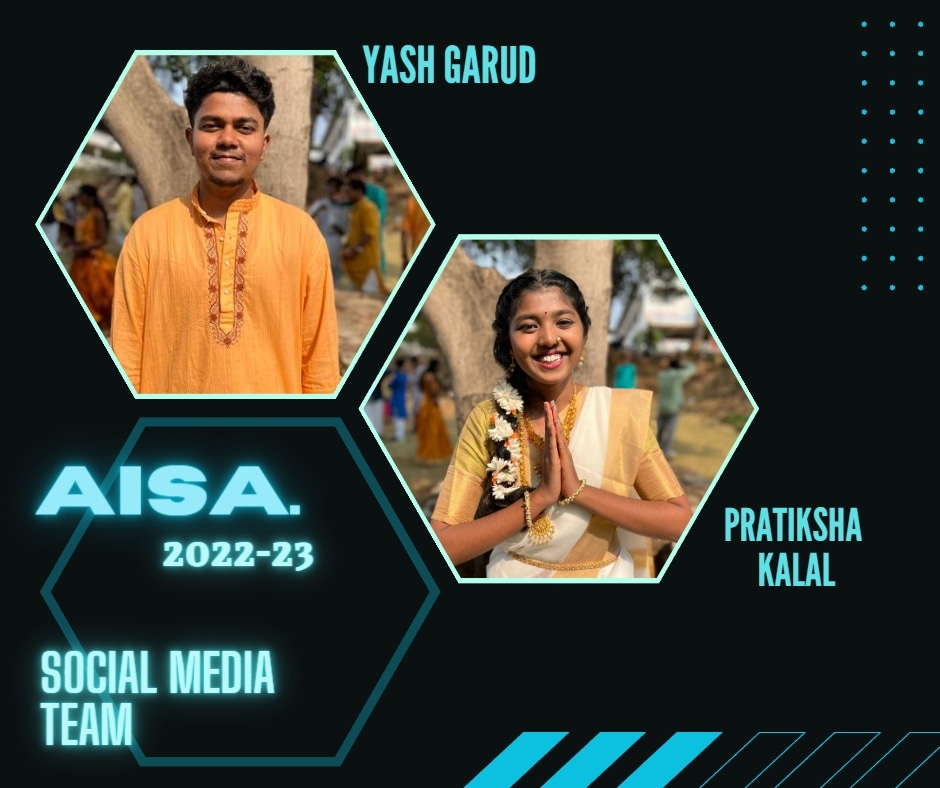 YASH GARUD
PRATIKSHA
KALAL
AISA.
2022-23
SOCIAL MEDIA
TEAM